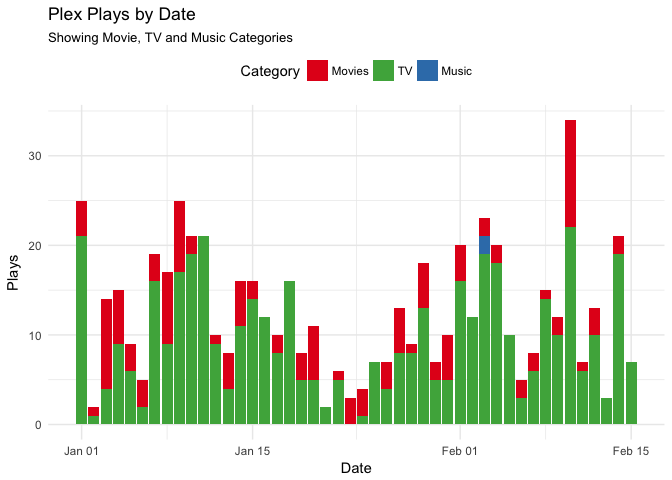 Plex Plays by Date
Showing Movie, TV and Music Categories
Category Movies TV Music
Plays
30
20
10
0
Jan 01 Jan 15 Feb 01 Feb 15
Date